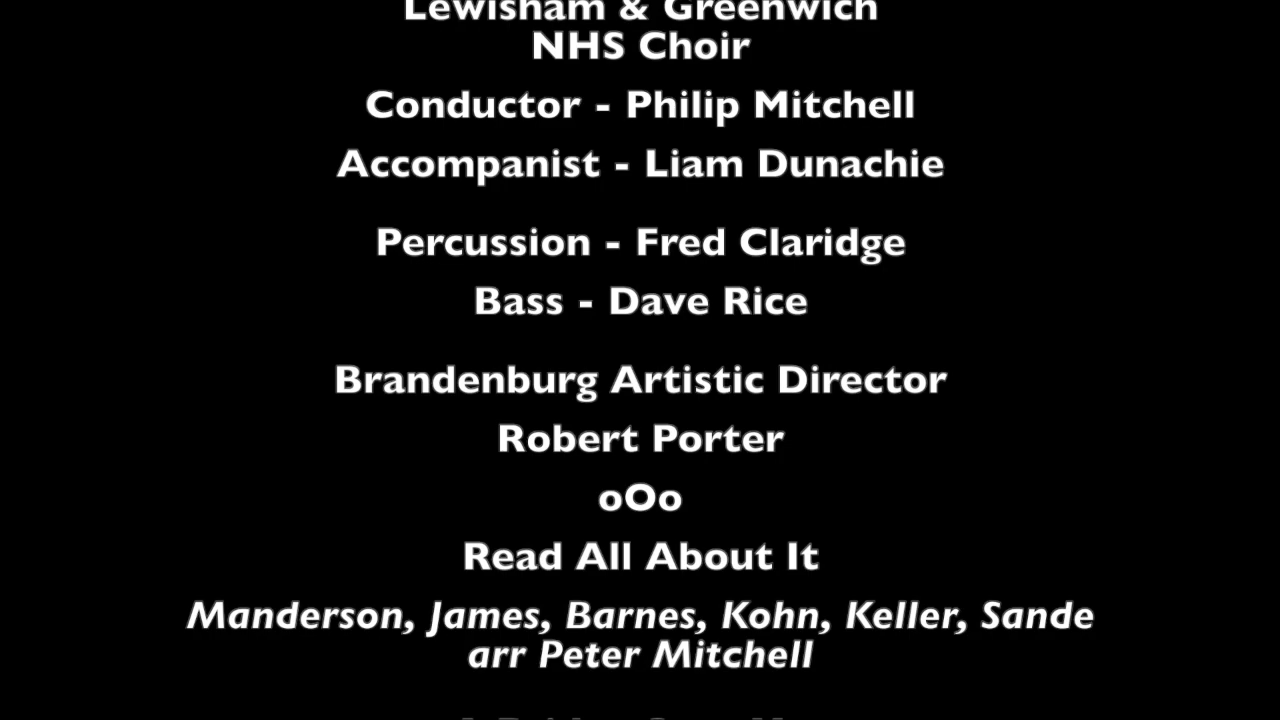 Lewisham & Greenwich
NHS Choir
Conductor - Philip Mitchell
Accompanist - Liam Dunachie
Percussion - Fred Claridge
Bass - Dave Rice
Brandenburg Artistic Director
Robert Porter
oOo
Read All About It
Manderson, James, Barnes, Kohn, Keller, Sande
arr Peter Mitchell